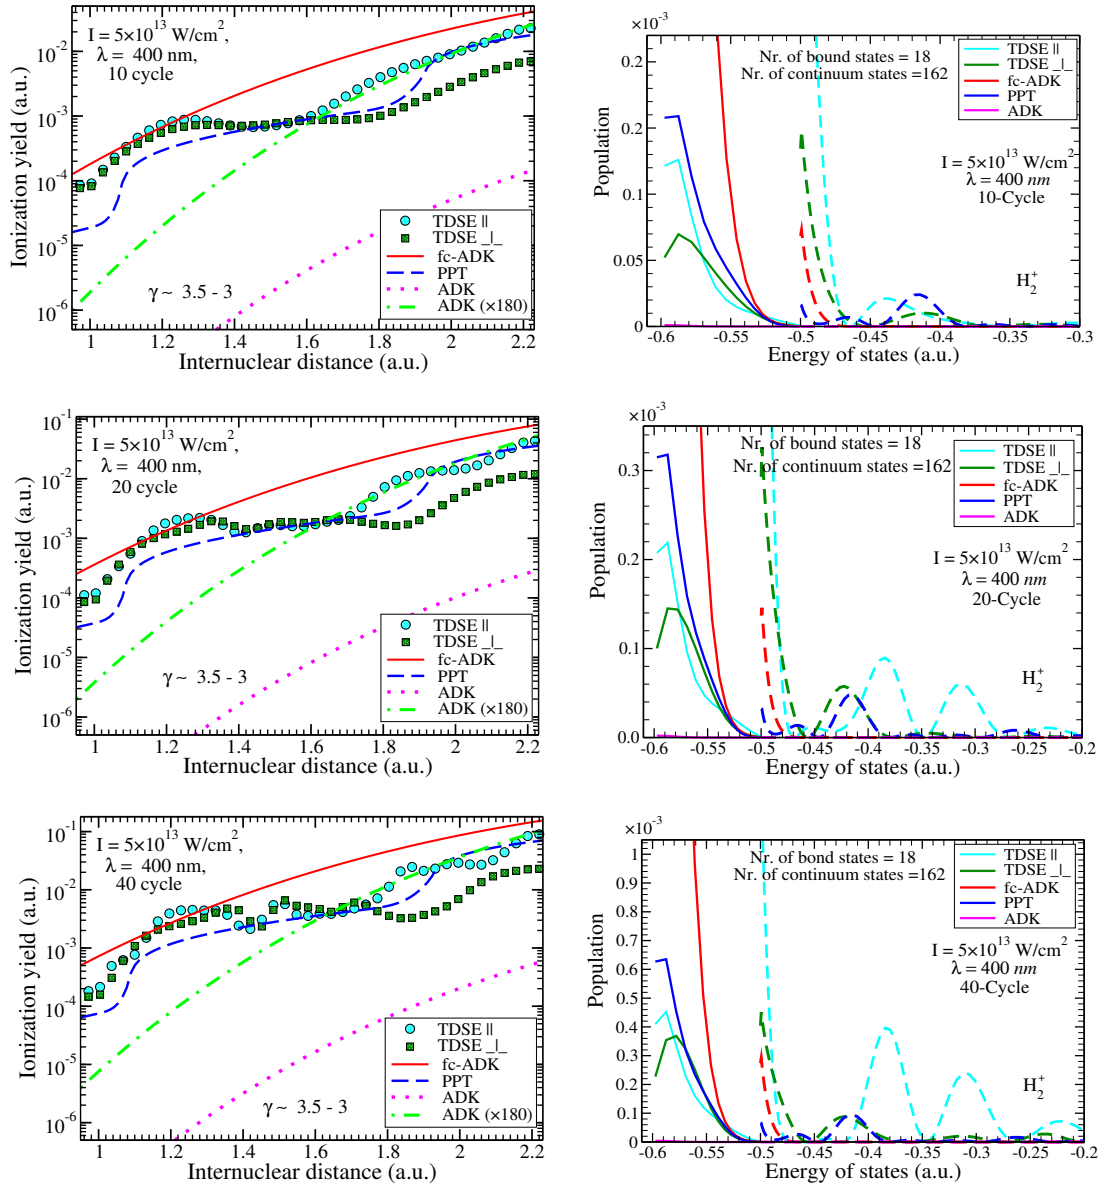 I = 5×10^13 W/cm^2,
λ = 400 nm,
10 cycle
Ionization yield (a.u.)
10^-2
10^-3
10^-4
10^-5
10^-6
γ ~ 3.5 - 3
TDSE ||
TDSE _|_
fc-ADK
PPT
ADK
ADK (×180)
1 1.2 1.4 1.6 1.8 2 2.2
Internuclear distance (a.u.)
×10^-3
Nr. of bound states = 18
Nr. of continuum states =162
TDSE ||
TDSE _|_
fc-ADK
PPT
ADK
I = 5×10^13 W/cm^2
λ = 400 nm
10-Cycle
H2+
Population
0.2
0.2
0.1
0.1
0.05
0
-0.6 -0.55 -0.5 -0.45 -0.4 -0.35 -0.3
Energy of states (a.u.)
I = 5×10^13 W/cm^2,
λ = 400 nm,
20 cycle
Ionization yield (a.u.)
10^-1
10^-2
10^-3
10^-4
10^-5
10^-6
γ ~ 3.5 - 3
TDSE ||
TDSE _|_
fc-ADK
PPT
ADK
ADK (×180)
1 1.2 1.4 1.6 1.8 2 2.2
Internuclear distance (a.u.)
×10^-3
Nr. of bound states = 18
Nr. of continuum states =162
TDSE ||
TDSE _|_
fc-ADK
PPT
ADK
I = 5×10^13 W/cm^2
λ = 400 nm
20-Cycle
H2+
Population
0.3
0.2
0.2
0.1
0.1
0.0
-0.6 -0.55 -0.5 -0.45 -0.4 -0.35 -0.3 -0.25 -0.2
Energy of states (a.u.)
I = 5×10^13 W/cm^2,
λ = 400 nm,
40 cycle
Ionization yield (a.u.)
10^-1
10^-2
10^-3
10^-4
10^-5
10^-6
γ ~ 3.5 - 3
TDSE ||
TDSE _|_
fc-ADK
PPT
ADK
ADK (×180)
1 1.2 1.4 1.6 1.8 2 2.2
Internuclear distance (a.u.)
×10^-3
Nr. of bond states = 18
Nr. of continuum states =162
TDSE ||
TDSE _|_
fc-ADK
PPT
ADK
I = 5×10^13 W/cm^2
λ = 400 nm
40-Cycle
H2+
Population
1
0.9
0.8
0.7
0.6
0.5
0.4
0.3
0.2
0.1
0
-0.6 -0.55 -0.5 -0.45 -0.4 -0.35 -0.3 -0.25 -0.2
Energy of states (a.u.)